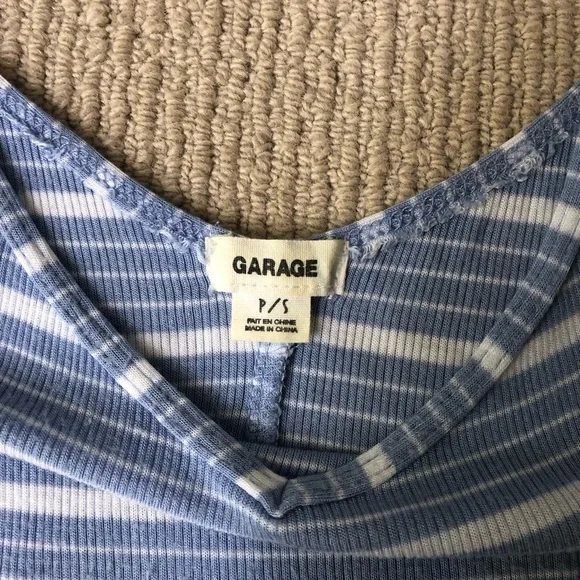 GARAGE
P/S
FAIT EN CHINE
MADE IN CHINA